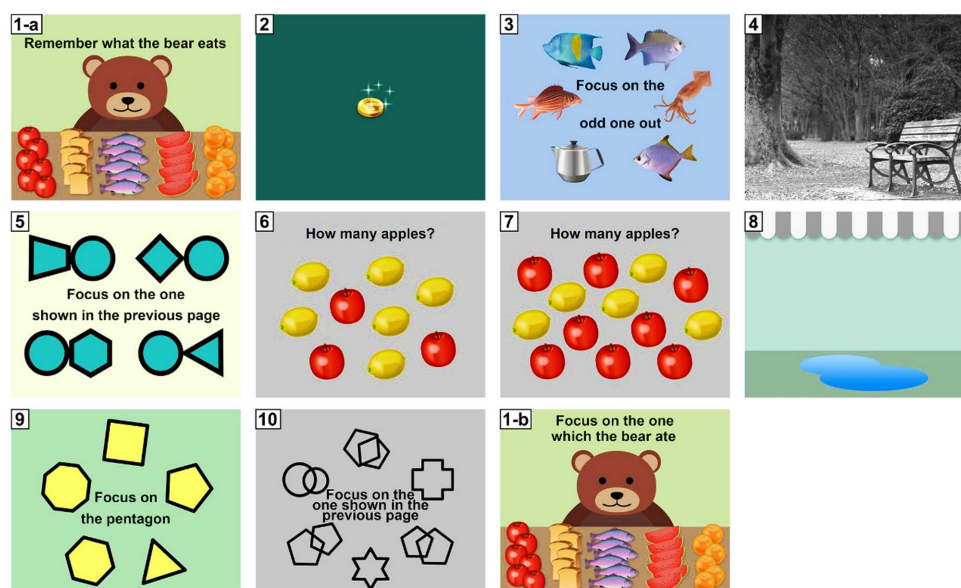 1-a
Remember what the bear eats
2
3
Focus on the
odd one out
4
5
Focus on the one
shown in the previous page
6
How many apples?
7
How many apples?
8
9
Focus on
the pentagon
10
Focus on the
one shown in the
previous page
1-b
Focus on the one
which the bear ate